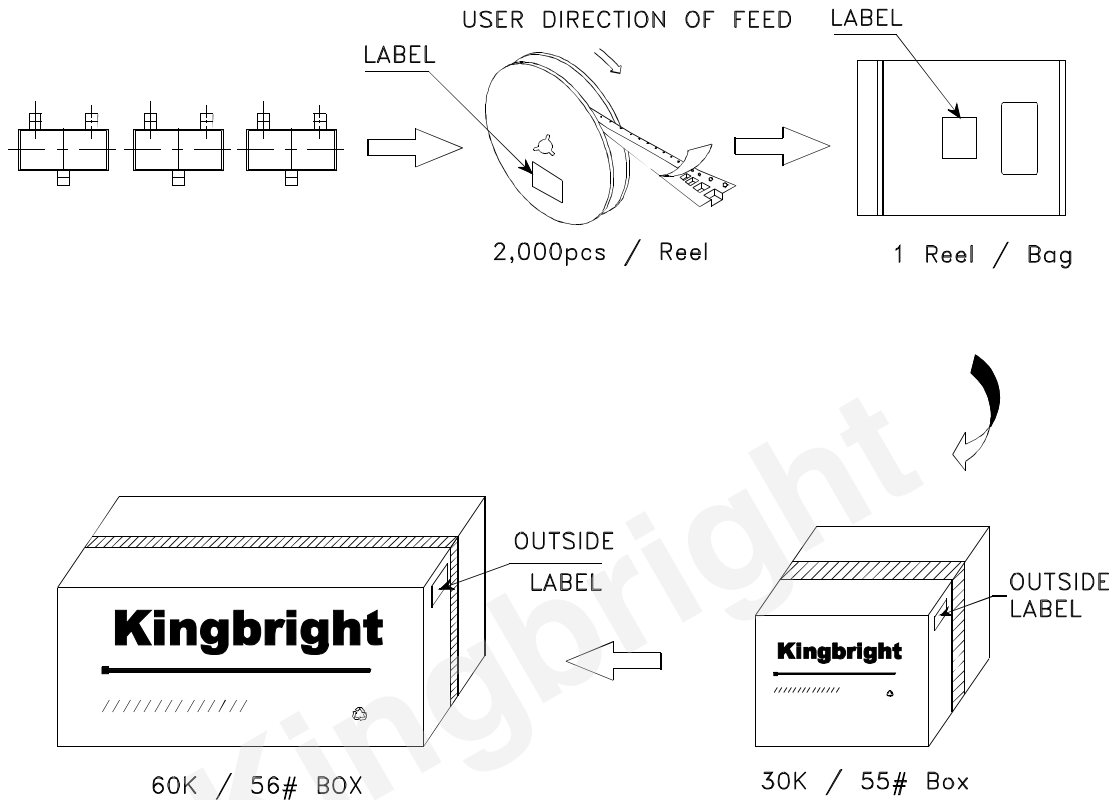 USER DIRECTION OF FEED
LABEL
LABEL
2,000pcs / Reel
1 Reel / Bag
OUTSIDE
LABEL
OUTSIDE
LABEL
Kingbright
Kingbright
60K / 56# BOX
30K / 55# Box
Kingbright